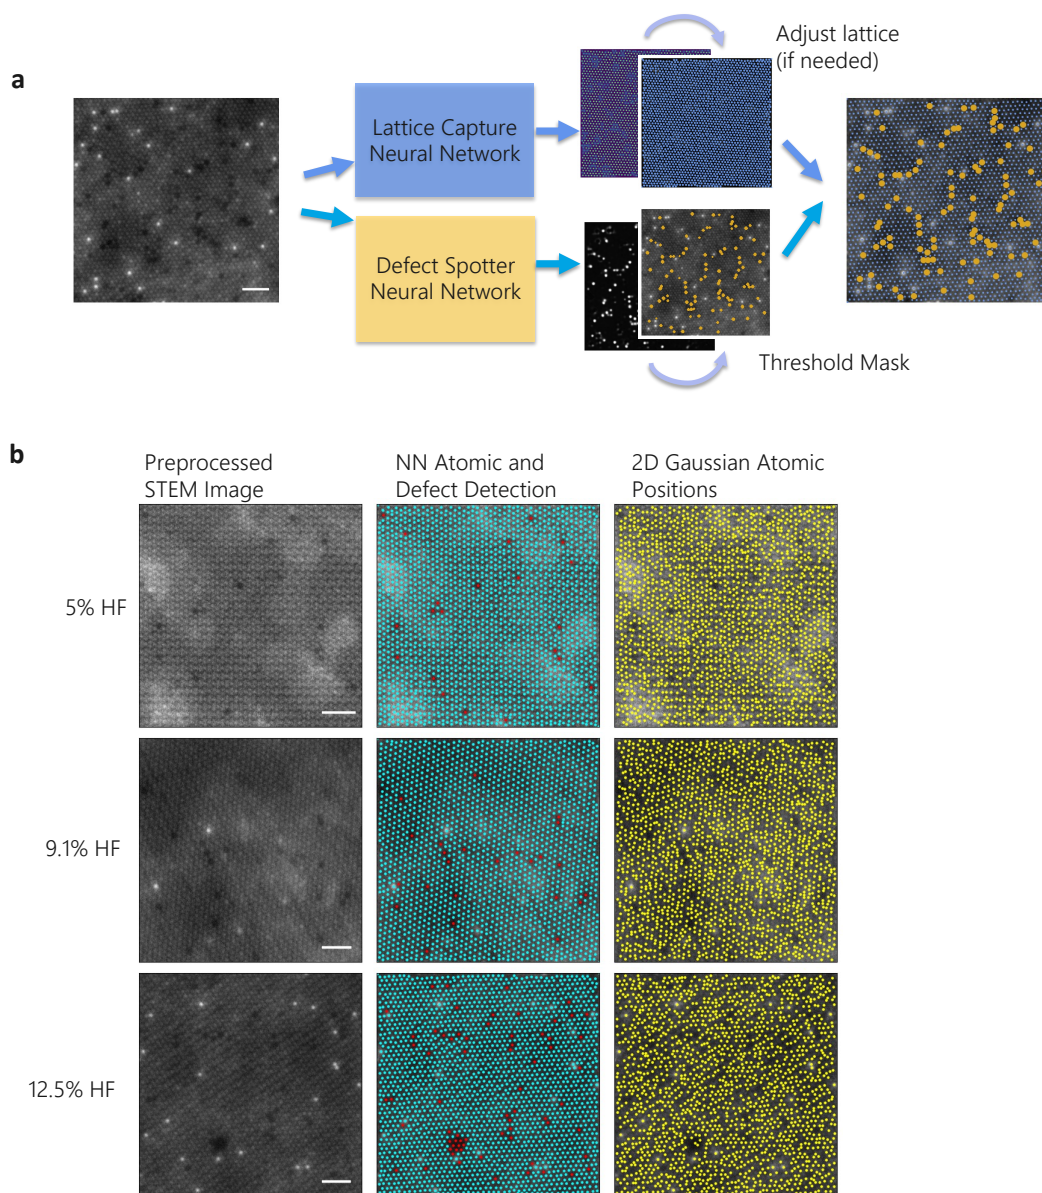 a
Adjust lattice
(if needed)
Lattice Capture
Neural Network
Defect Spotter
Neural Network
Threshold Mask
b
Preprocessed
STEM Image
NN Atomic and
Defect Detection
2D Gaussian Atomic
Positions
5% HF
9.1% HF
12.5% HF